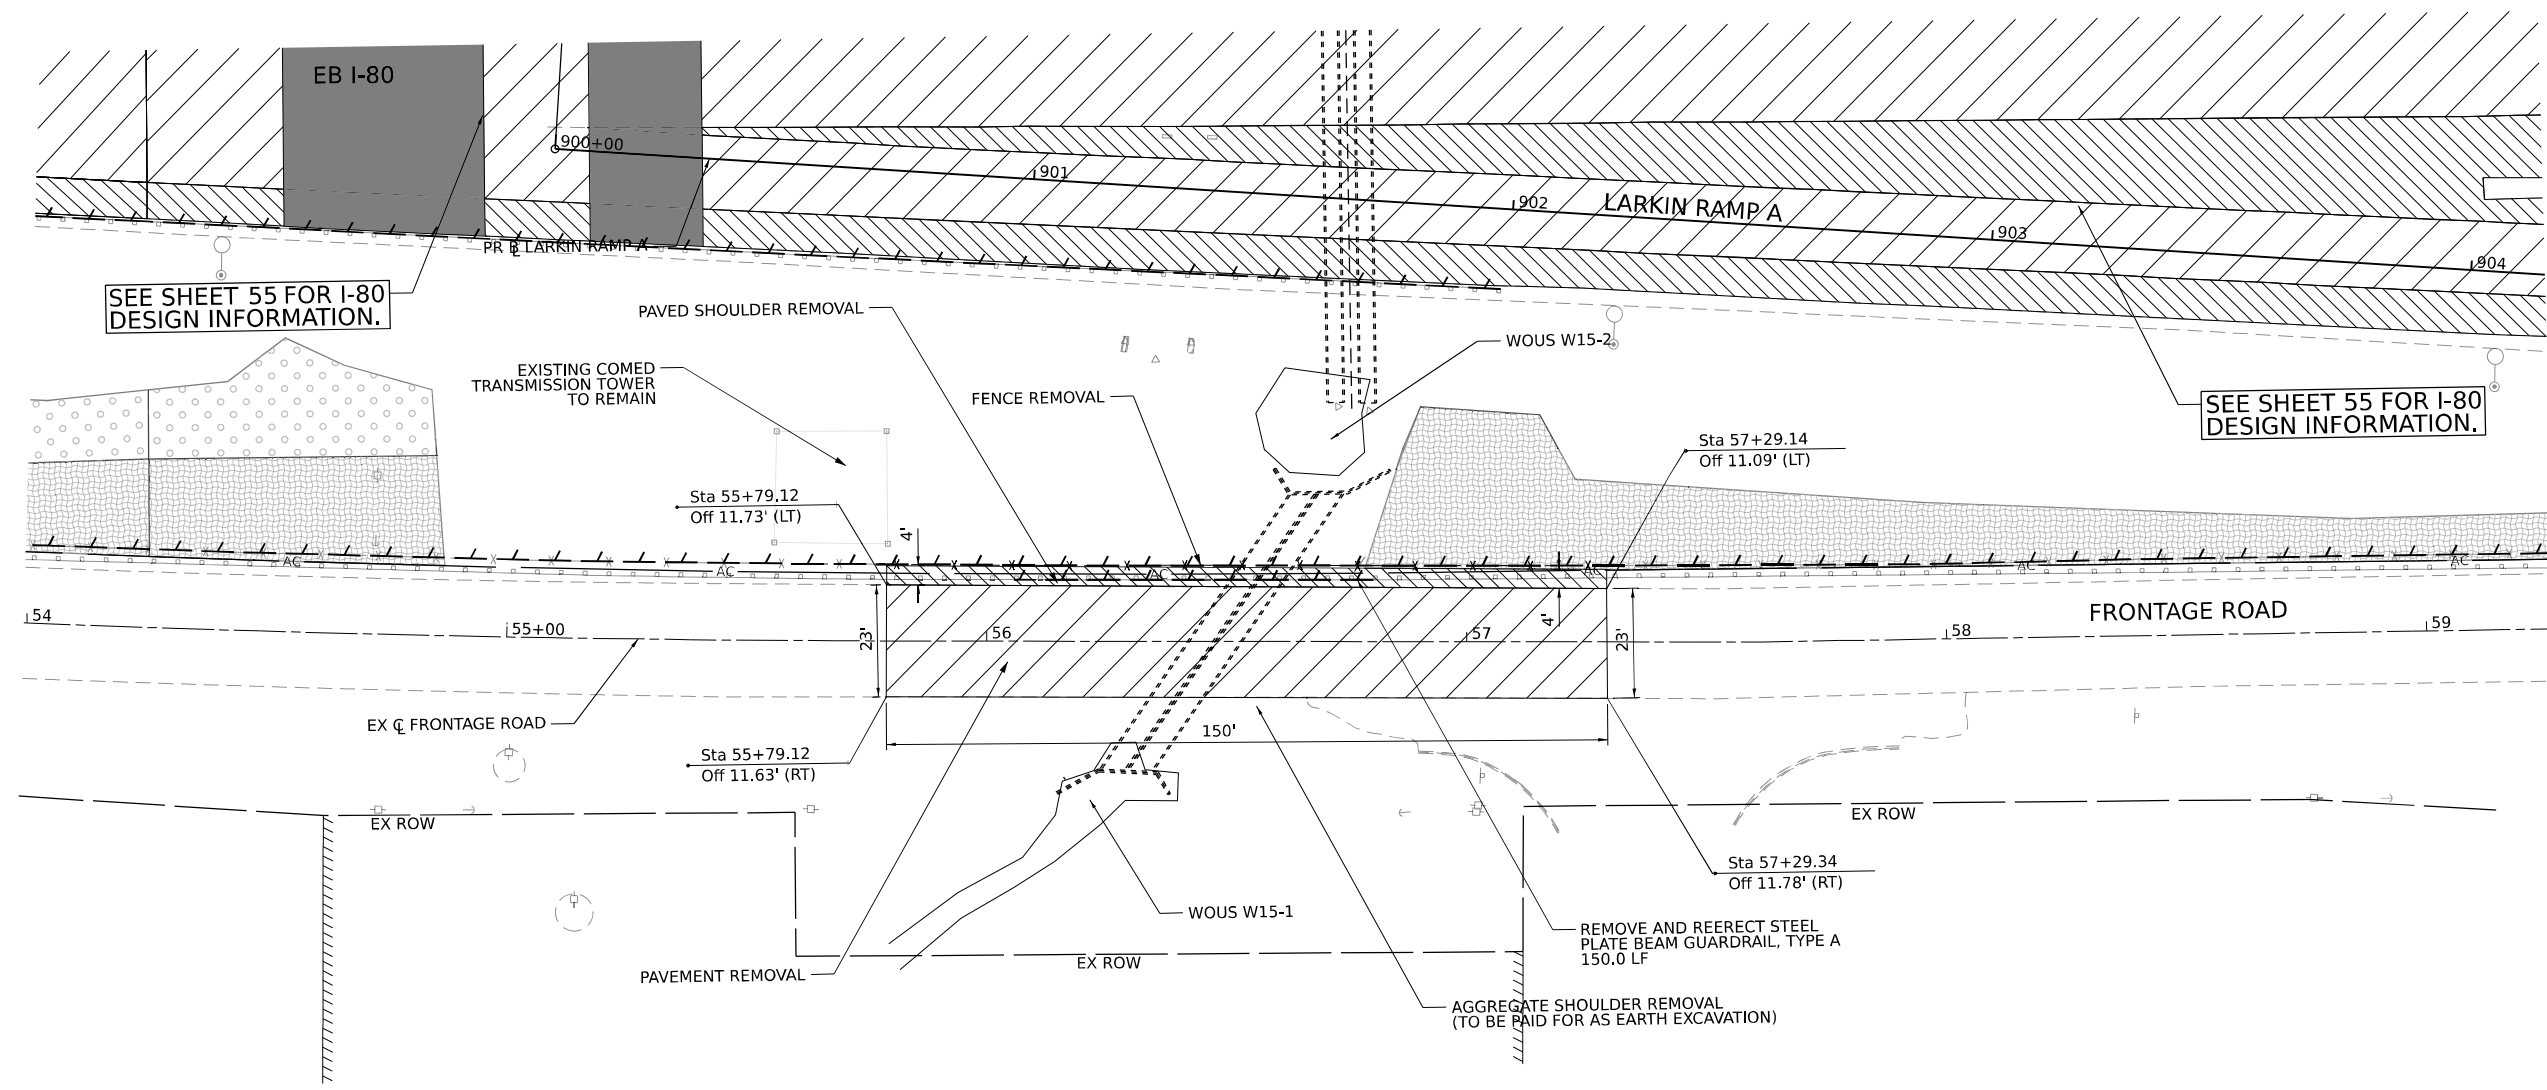 EB I-80
900+00
901
902
903
904
LARKIN RAMP A
PR ℄ LARKIN RAMP A
SEE SHEET 55 FOR I-80
DESIGN INFORMATION.
PAVED SHOULDER REMOVAL
WOUS W15-2
EXISTING COMED
TRANSMISSION TOWER
TO REMAIN
FENCE REMOVAL
SEE SHEET 55 FOR I-80
DESIGN INFORMATION.
Sta 57+29.14
Off 11.09' (LT)
Sta 55+79.12
Off 11.73' (LT)
4'
AC
AC
AC
AC
AC
AC
54
55+00
23'
56
57
4'
23'
58
59
FRONTAGE ROAD
EX ℄ FRONTAGE ROAD
150'
Sta 55+79.12
Off 11.63' (RT)
EX ROW
EX ROW
Sta 57+29.34
Off 11.78' (RT)
WOUS W15-1
REMOVE AND REERECT STEEL
PLATE BEAM GUARDRAIL, TYPE A
150.0 LF
EX ROW
PAVEMENT REMOVAL
AGGREGATE SHOULDER REMOVAL
(TO BE PAID FOR AS EARTH EXCAVATION)